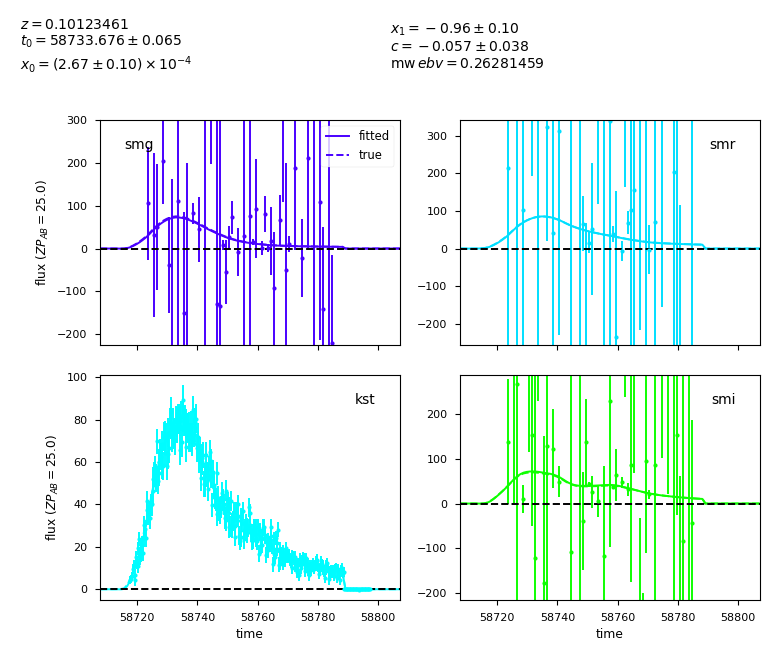 z = 0.10123461
t₀ = 58733.676 ± 0.065
x₀ = (2.67 ± 0.10) × 10⁻⁴
x₁ = −0.96 ± 0.10
c = −0.057 ± 0.038
mw ebv = 0.26281459
smg
fitted
true
300
200
100
0
−100
−200
flux (ZP_AB = 25.0)
smr
300
200
100
0
−100
−200
kst
100
80
60
40
20
0
flux (ZP_AB = 25.0)
58720 58740 58760 58780 58800
time
smi
200
100
0
−100
−200
58720 58740 58760 58780 58800
time